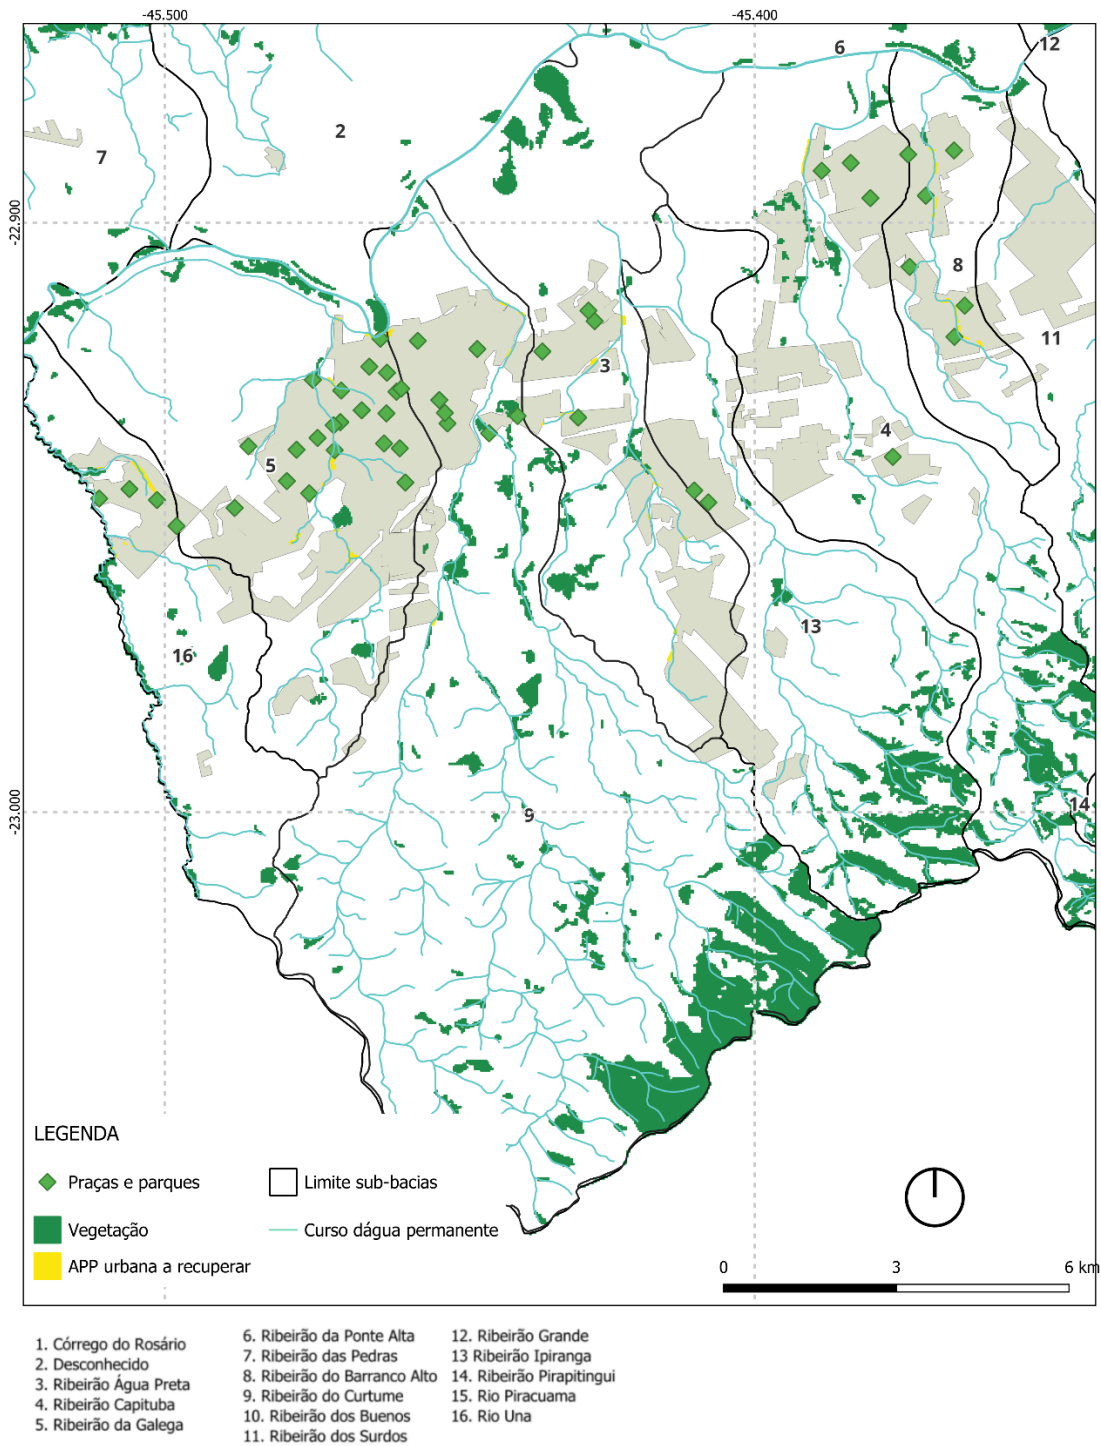 -45.500
-45.400
6
12
7
2
-22.900
8
3
11
4
5
13
16
9
14
-23.000
LEGENDA
Praças e parques
Limite sub-bacias
Vegetação
Curso dágua permanente
APP urbana a recuperar
0 3 6 km
1. Córrego do Rosário
2. Desconhecido
3. Ribeirão Água Preta
4. Ribeirão Capituba
5. Ribeirão da Galega
6. Ribeirão da Ponte Alta
7. Ribeirão das Pedras
8. Ribeirão do Barranco Alto
9. Ribeirão do Curtume
10. Ribeirão dos Buenos
11. Ribeirão dos Surdos
12. Ribeirão Grande
13 Ribeirão Ipiranga
14. Ribeirão Pirapitingui
15. Rio Piracuama
16. Rio Una